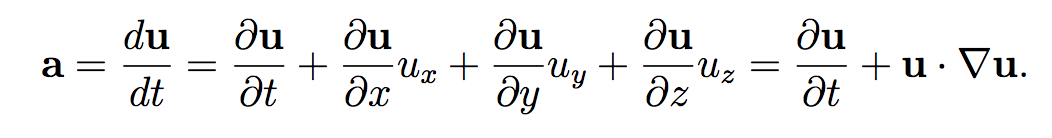 𝐚 = d𝐮/dt = ∂𝐮/∂t + ∂𝐮/∂x u_x + ∂𝐮/∂y u_y + ∂𝐮/∂z u_z = ∂𝐮/∂t + 𝐮 · ∇𝐮.